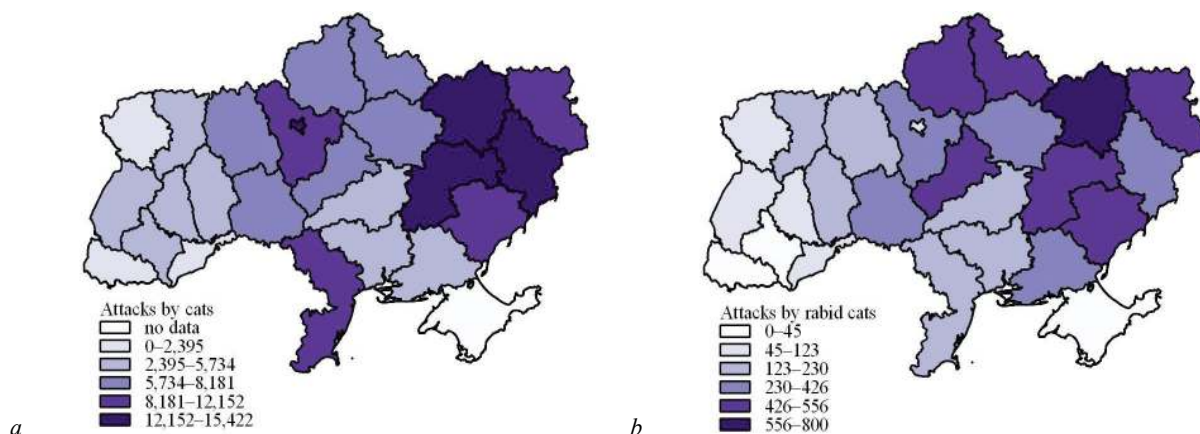 Attacks by cats
no data
0–2,395
2,395–5,734
5,734–8,181
8,181–12,152
12,152–15,422
a
Attacks by rabid cats
0–45
45–123
123–230
230–426
426–556
556–800
b